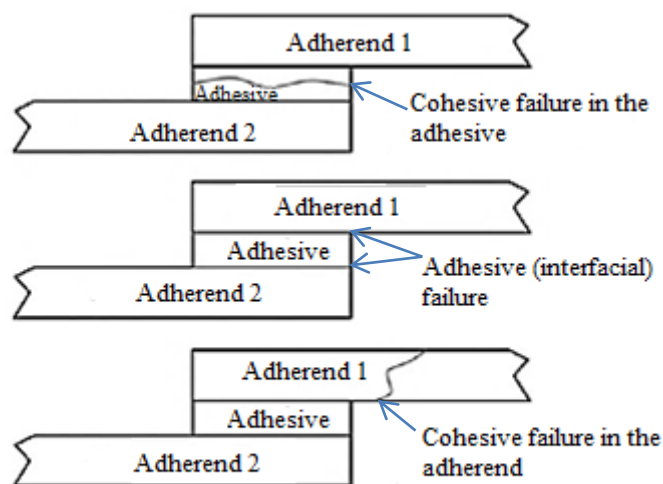 Adherend 1
Adhesive
Adherend 2
Cohesive failure in the
adhesive
Adherend 1
Adhesive
Adherend 2
Adhesive (interfacial)
failure
Adherend 1
Adhesive
Adherend 2
Cohesive failure in the
adherend